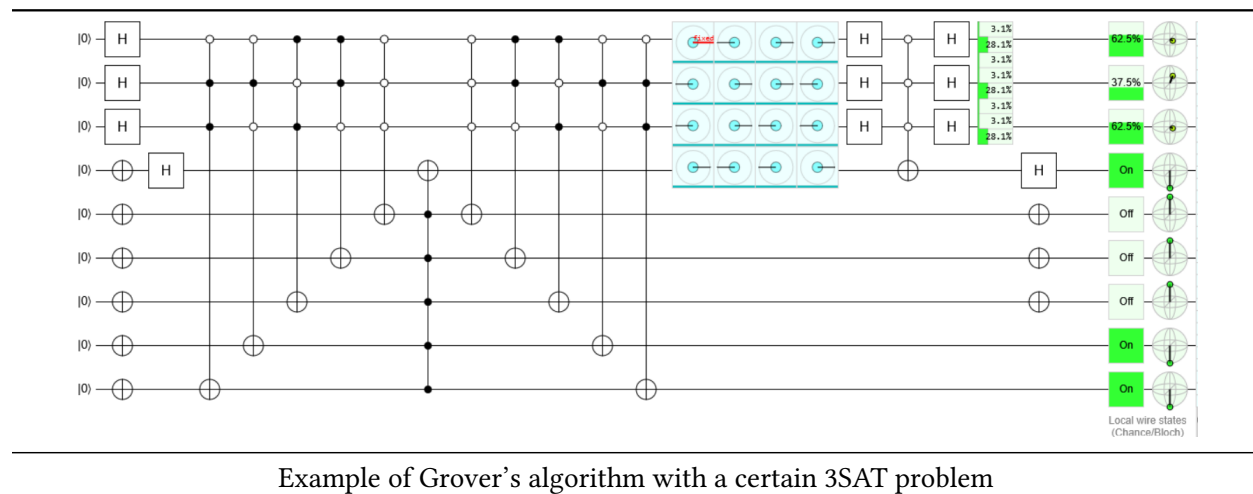 |0⟩ H H H 3.1% 62.5%
28.1%
3.1%
fixed
|0⟩ H H H 3.1% 37.5%
28.1%
3.1%
|0⟩ H H H 3.1% 62.5%
28.1%
|0⟩ H H On
|0⟩ Off
|0⟩ Off
|0⟩ Off
|0⟩ On
|0⟩ On
Local wire states
(Chance/Bloch)
Example of Grover’s algorithm with a certain 3SAT problem